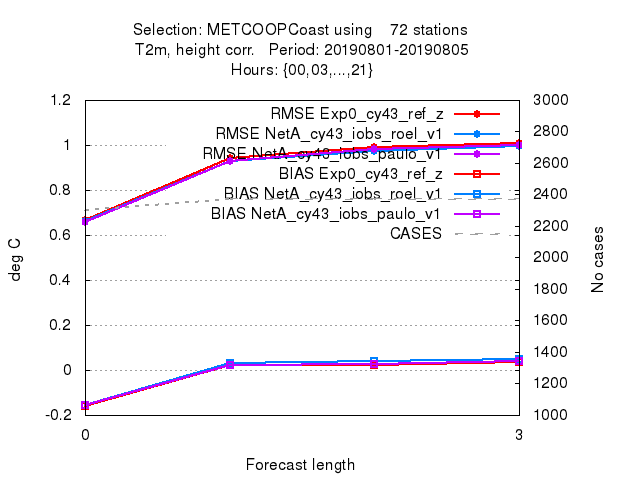 Selection: METCOOPCoast using 72 stations
T2m, height corr. Period: 20190801-20190805
Hours: {00,03,...,21}
1.2
1
0.8
0.6
0.4
0.2
0
-0.2
deg C
RMSE Exp0_cy43_ref_z
RMSE NetA_cy43_iobs_roel_v1
RMSE NetA_cy43_iobs_paulo_v1
BIAS Exp0_cy43_ref_z
BIAS NetA_cy43_iobs_roel_v1
BIAS NetA_cy43_iobs_paulo_v1
CASES
3000
2800
2600
2400
2200
2000
1800
1600
1400
1200
1000
No cases
0
3
Forecast length